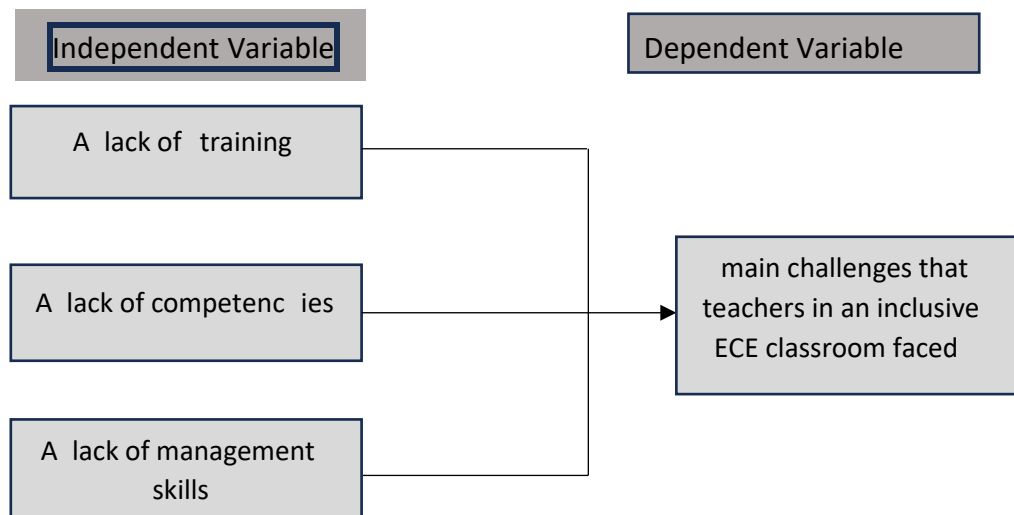 Independent Variable
Dependent Variable
A lack of training
A lack of competenc ies
A lack of management
skills
main challenges that
teachers in an inclusive
ECE classroom faced